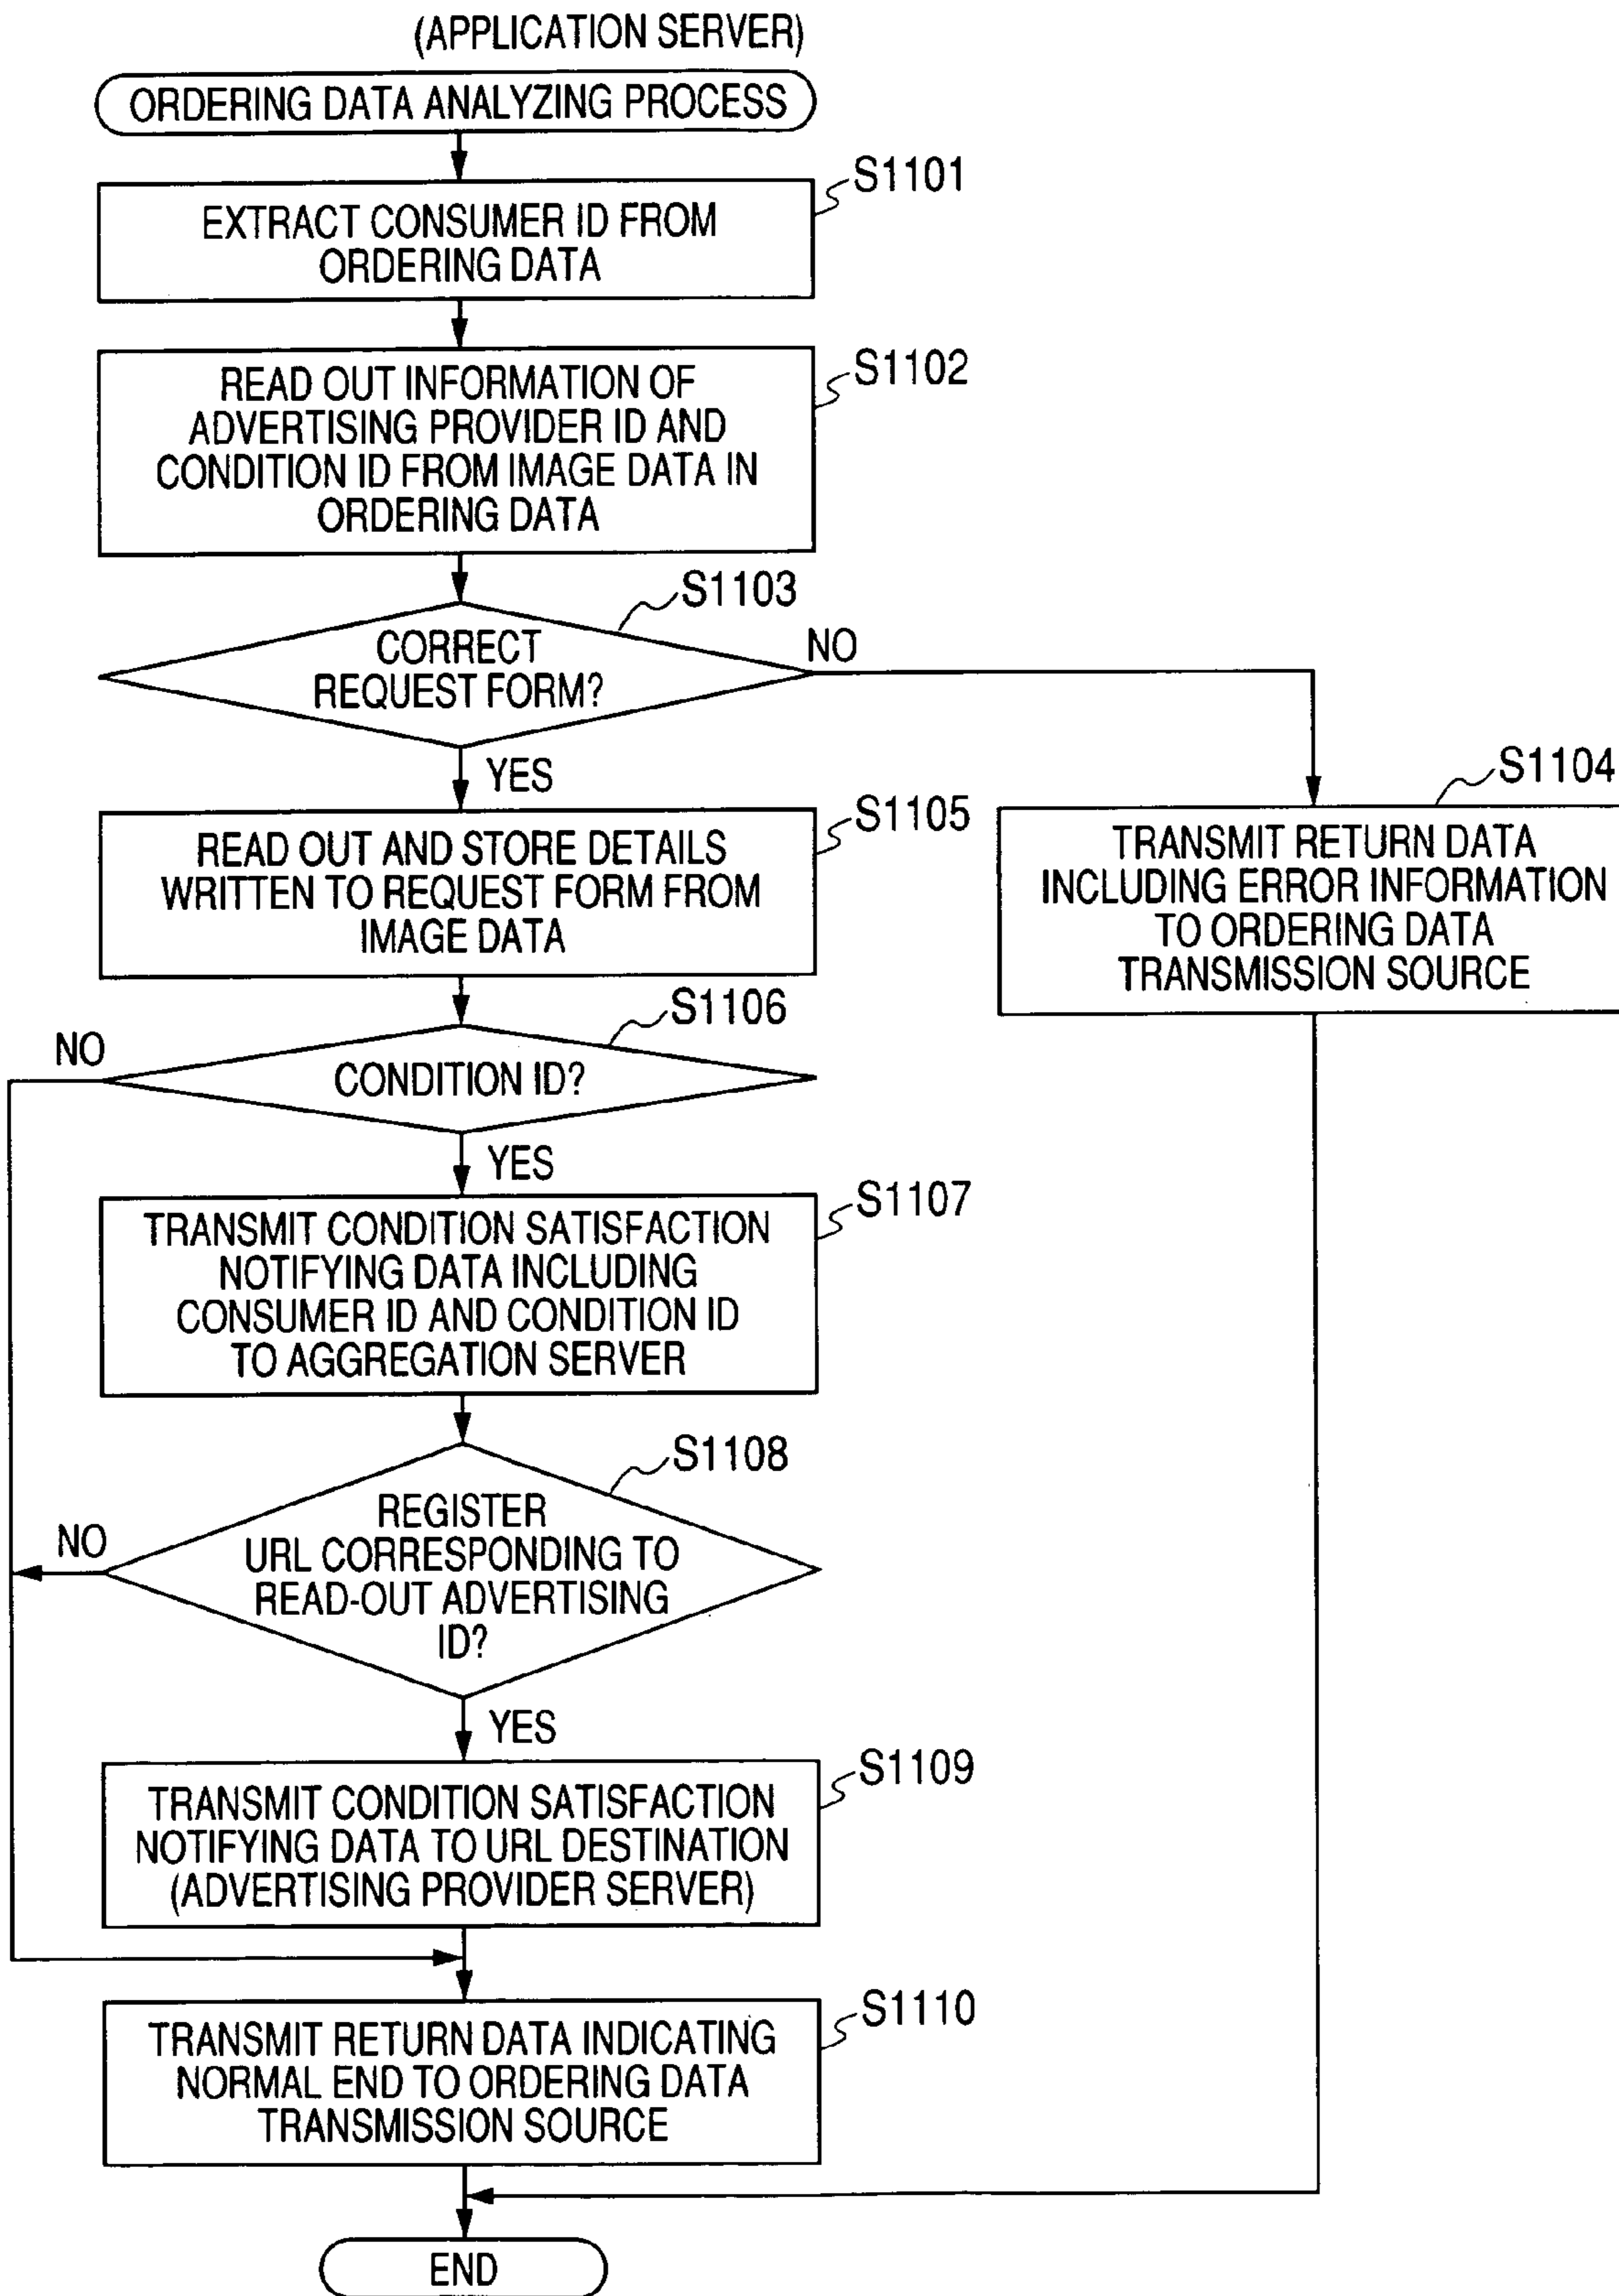 (APPLICATION SERVER)
ORDERING DATA ANALYZING PROCESS
S1101
EXTRACT CONSUMER ID FROM
ORDERING DATA
S1102
READ OUT INFORMATION OF
ADVERTISING PROVIDER ID AND
CONDITION ID FROM IMAGE DATA IN
ORDERING DATA
S1103
CORRECT
REQUEST FORM?
NO
YES
S1104
TRANSMIT RETURN DATA
INCLUDING ERROR INFORMATION
TO ORDERING DATA
TRANSMISSION SOURCE
S1105
READ OUT AND STORE DETAILS
WRITTEN TO REQUEST FORM FROM
IMAGE DATA
S1106
NO
CONDITION ID?
YES
S1107
TRANSMIT CONDITION SATISFACTION
NOTIFYING DATA INCLUDING
CONSUMER ID AND CONDITION ID
TO AGGREGATION SERVER
S1108
NO
REGISTER
URL CORRESPONDING TO
READ-OUT ADVERTISING
ID?
YES
S1109
TRANSMIT CONDITION SATISFACTION
NOTIFYING DATA TO URL DESTINATION
(ADVERTISING PROVIDER SERVER)
S1110
TRANSMIT RETURN DATA INDICATING
NORMAL END TO ORDERING DATA
TRANSMISSION SOURCE
END